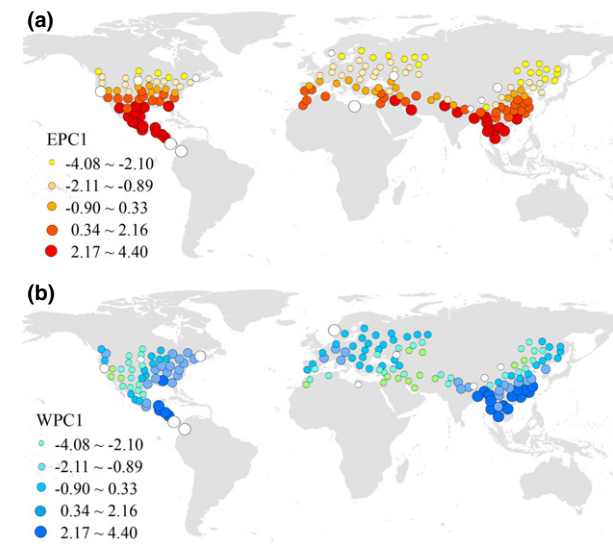 (a)
EPC1
-4.08 ~ -2.10
-2.11 ~ -0.89
-0.90 ~ 0.33
0.34 ~ 2.16
2.17 ~ 4.40
(b)
WPC1
-4.08 ~ -2.10
-2.11 ~ -0.89
-0.90 ~ 0.33
0.34 ~ 2.16
2.17 ~ 4.40